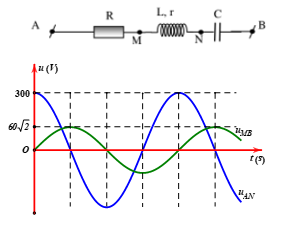 A R L, r C B
M N
u (V)
300
60√2
O
u_MB
t (s)
u_AN